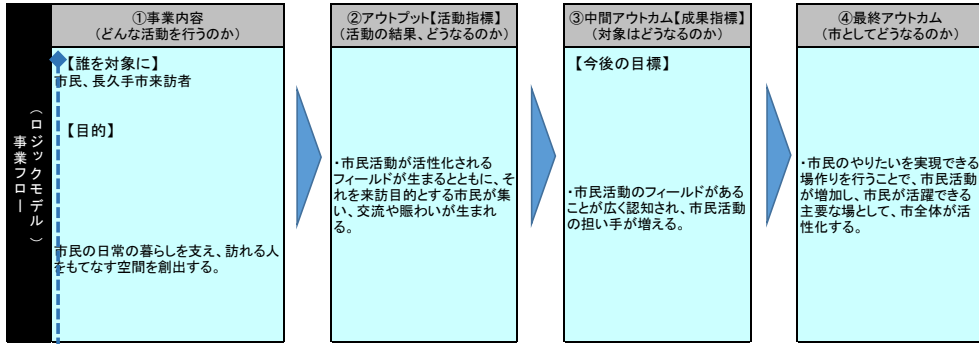 事業フロー
（ロジックモデル）
①事業内容
（どんな活動を行うのか）
【誰を対象に】
市民、長久手市来訪者
【目的】
市民の日常の暮らしを支え、訪れる人
をもてなす空間を創出する。
②アウトプット【活動指標】
（活動の結果、どうなるのか）
・市民活動が活性化される
フィールドが生まるとともに、そ
れを来訪目的とする市民が集
い、交流や賑わいが生まれ
る。
③中間アウトカム【成果指標】
（対象はどうなるのか）
【今後の目標】
・市民活動のフィールドがある
ことが広く認知され、市民活動
の担い手が増える。
④最終アウトカム
（市としてどうなるのか）
・市民のやりたいを実現できる
場作りを行うことで、市民活動
が増加し、市民が活躍できる
主要な場として、市全体が活
性化する。